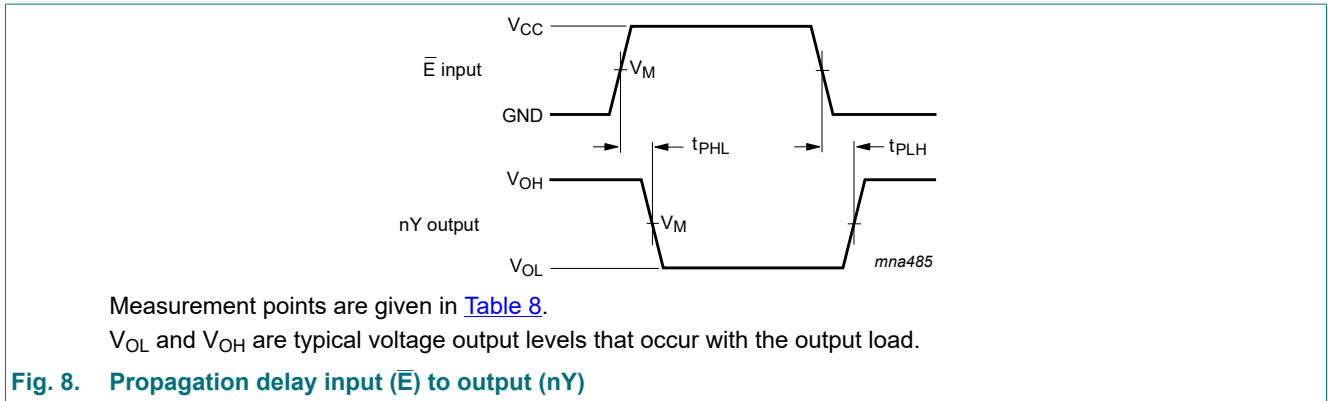 VCC
E̅ input
VM
GND
tPHL
tPLH
VOH
nY output
VM
VOL
mna485
Measurement points are given in Table 8.
VOL and VOH are typical voltage output levels that occur with the output load.
Fig. 8. Propagation delay input (E̅) to output (nY)